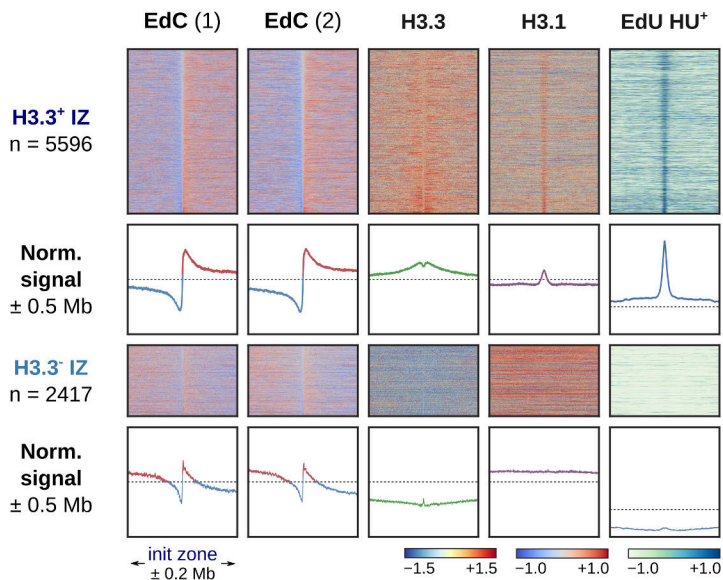 EdC (1) EdC (2) H3.3 H3.1 EdU HU⁺
H3.3⁺ IZ
n = 5596
Norm.
signal
± 0.5 Mb
H3.3⁻ IZ
n = 2417
Norm.
signal
± 0.5 Mb
← init zone →
± 0.2 Mb
−1.5 +1.5 −1.0 +1.0 −1.0 +1.0